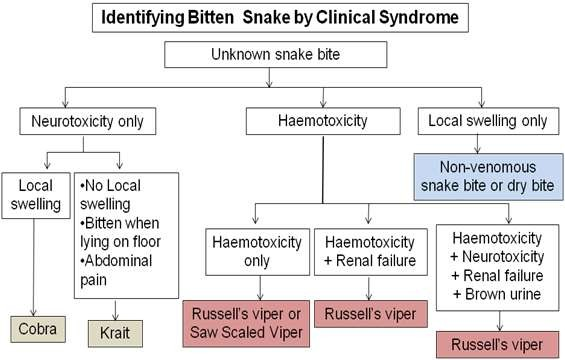 Identifying Bitten Snake by Clinical Syndrome
Unknown snake bite
Neurotoxicity only
Haemotoxicity
Local swelling only
Local
swelling
•No Local
swelling
•Bitten when
lying on floor
•Abdominal
pain
Non-venomous
snake bite or dry bite
Haemotoxicity
only
Haemotoxicity
+ Renal failure
Haemotoxicity
+ Neurotoxicity
+ Renal failure
+ Brown urine
Cobra
Krait
Russell's viper or
Saw Scaled Viper
Russell's viper
Russell's viper